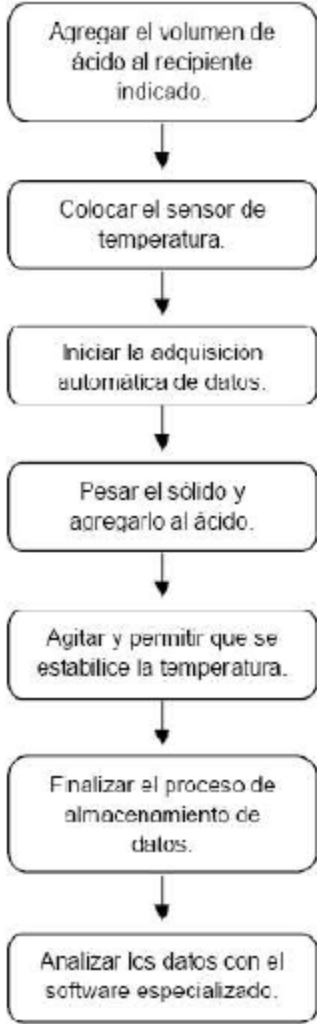 Agregar el volumen de
ácido al recipiente
indicado.
Colocar el sensor de
temperatura.
Iniciar la adquisición
automática de datos.
Pesar el sólido y
agregarlo al ácido.
Agitar y permitir que se
estabilice la temperatura.
Finalizar el proceso de
almacenamiento de
datos.
Analizar los datos con el
software especializado.